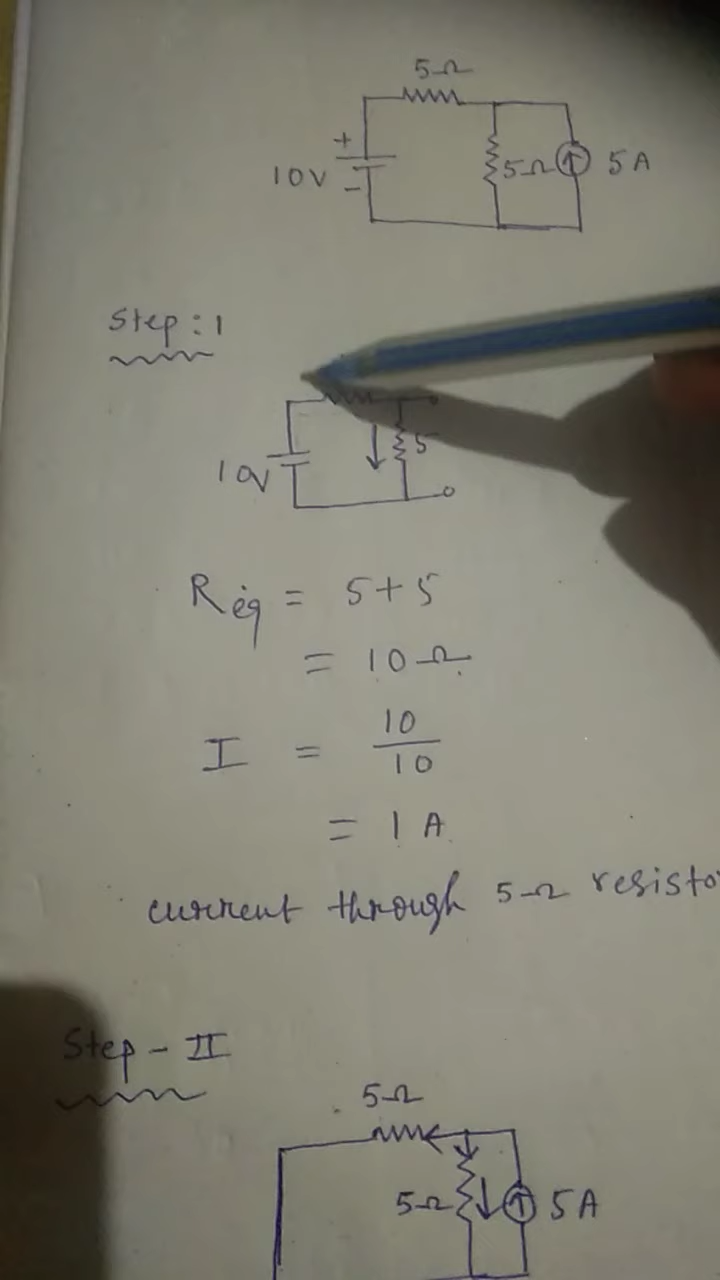 5Ω
+
10V
-
5Ω
5A
Step: 1
10V
5
Req = 5+5
= 10Ω
I = 10/10
= 1 A
current through 5Ω
Step - II
5Ω
5Ω
5A